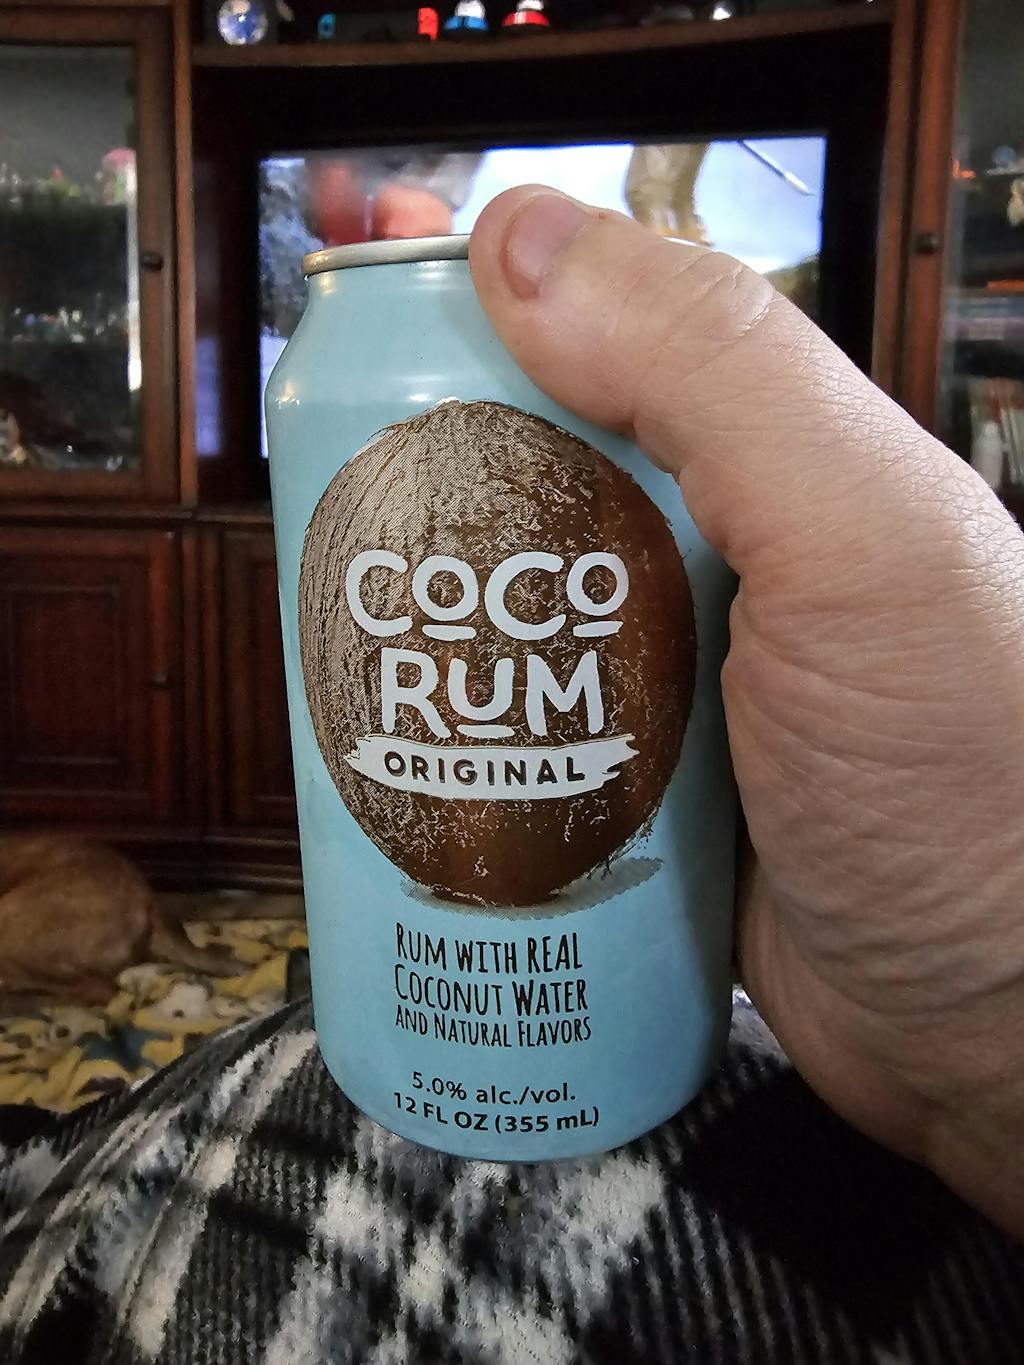 COCO
RUM
ORIGINAL
RUM WITH REAL
COCONUT WATER
AND NATURAL FLAVORS
5.0% alc./vol.
12 FL OZ (355 mL)